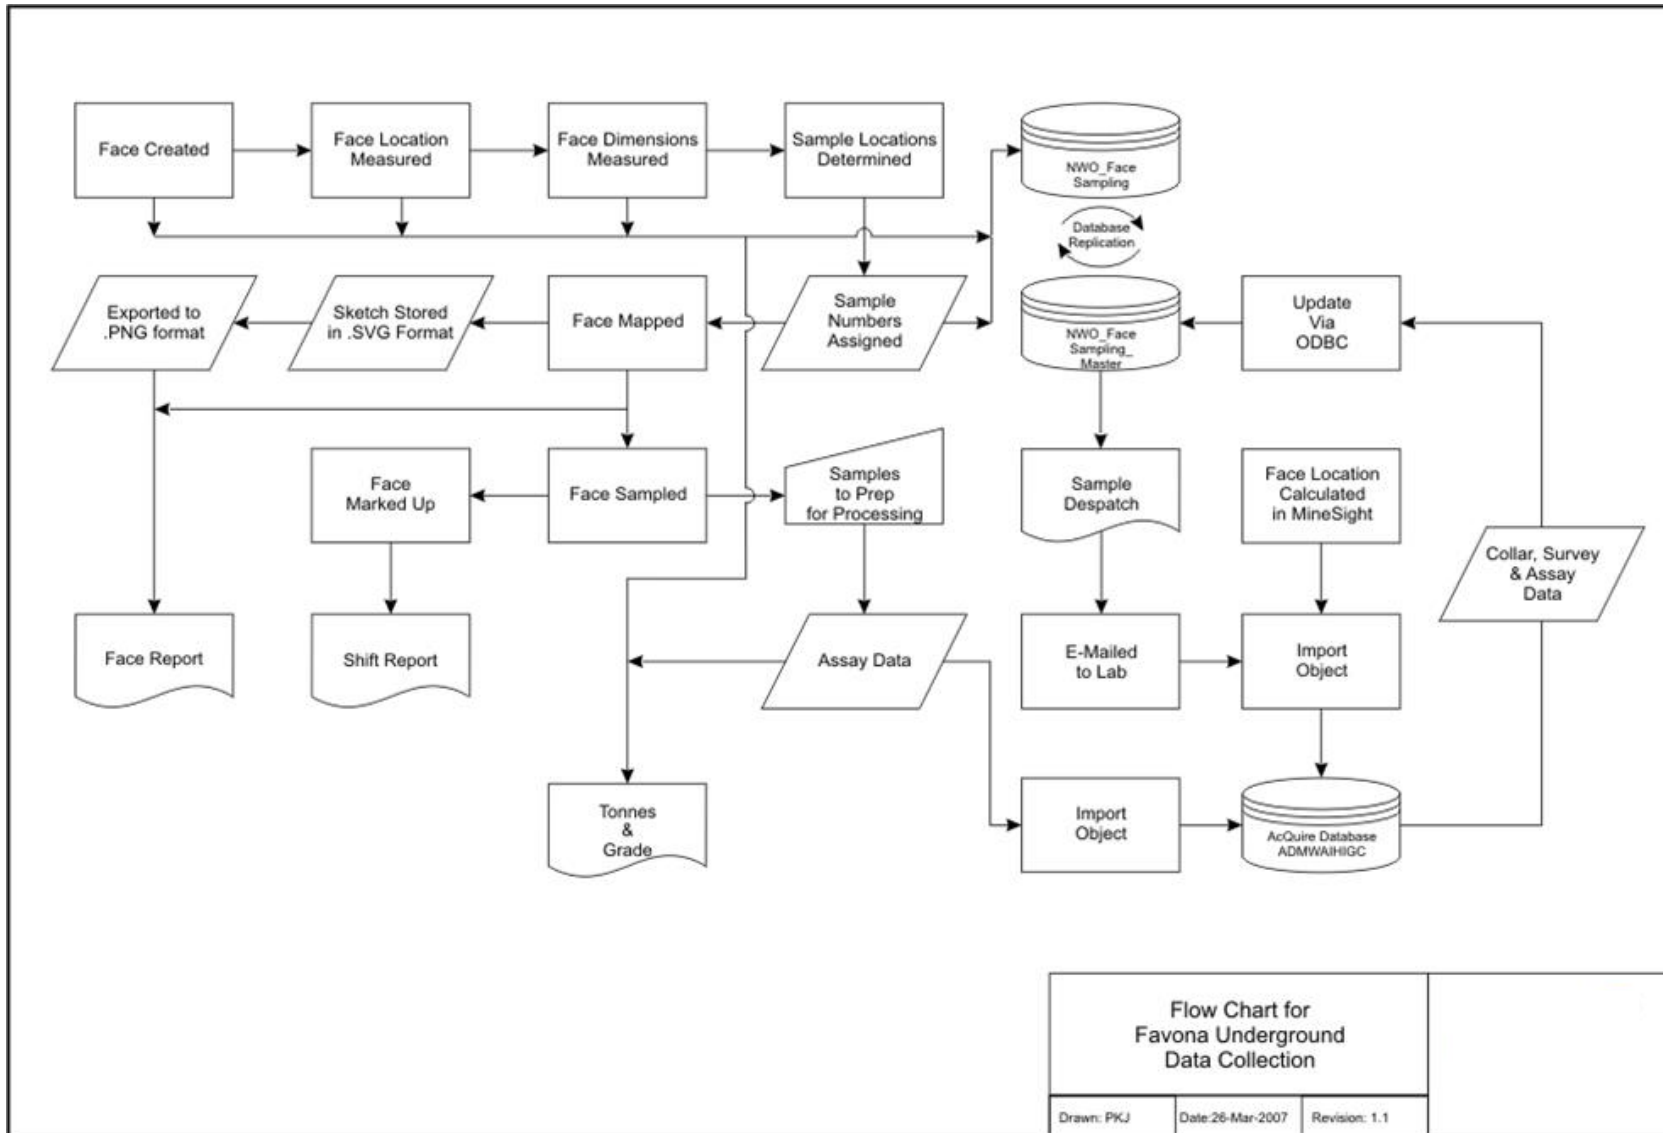 Face Created
Face Location
Measured
Face Dimensions
Measured
Sample Locations
Determined
NWO_Face
Sampling
Database
Replication
Exported to
.PNG format
Sketch Stored
in .SVG Format
Face Mapped
Sample
Numbers
Assigned
NWO_Face
Sampling_
Master
Update
Via
ODBC
Face
Marked Up
Face Sampled
Samples
to Prep
for Processing
Sample
Despatch
Face Location
Calculated
in MineSight
Collar, Survey
& Assay
Data
Face Report
Shift Report
Assay Data
E-Mailed
to Lab
Import
Object
Tonnes
&
Grade
Import
Object
AcQuire Database
ADMWAIHIGC
Flow Chart for
Favona Underground
Data Collection
Drawn: PKJ
Date:26-Mar-2007
Revision: 1.1